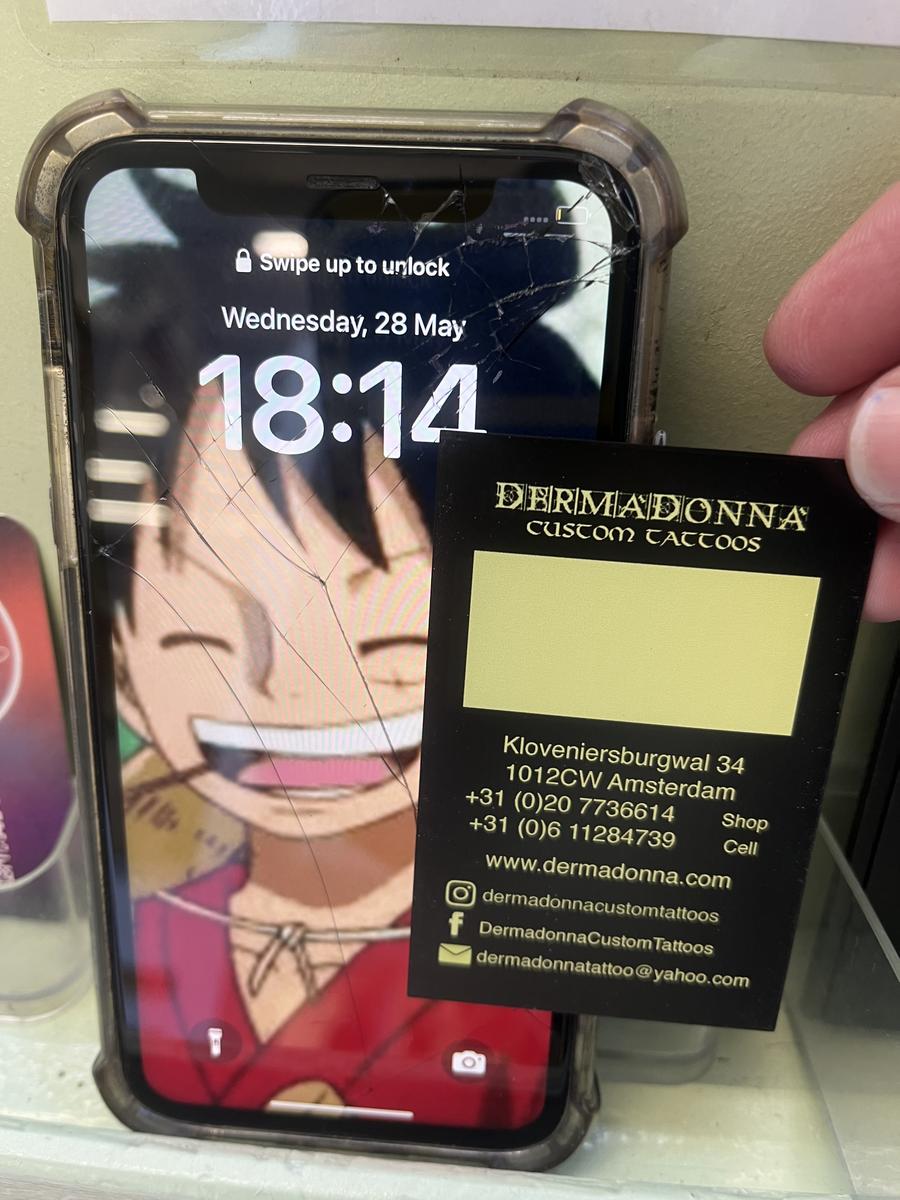 Swipe up to unlock
Wednesday, 28 May
18:14
DERMADONNA
CUSTOM TATTOOS
Kloveniersburgwal 34
1012CW Amsterdam
+31 (0)20 7736614 Shop
+31 (0)6 11284739 Cell
www.dermadonna.com
dermadonnacustomtattoos
DermadonnaCustomTattoos
dermadonnatattoo@yahoo.com